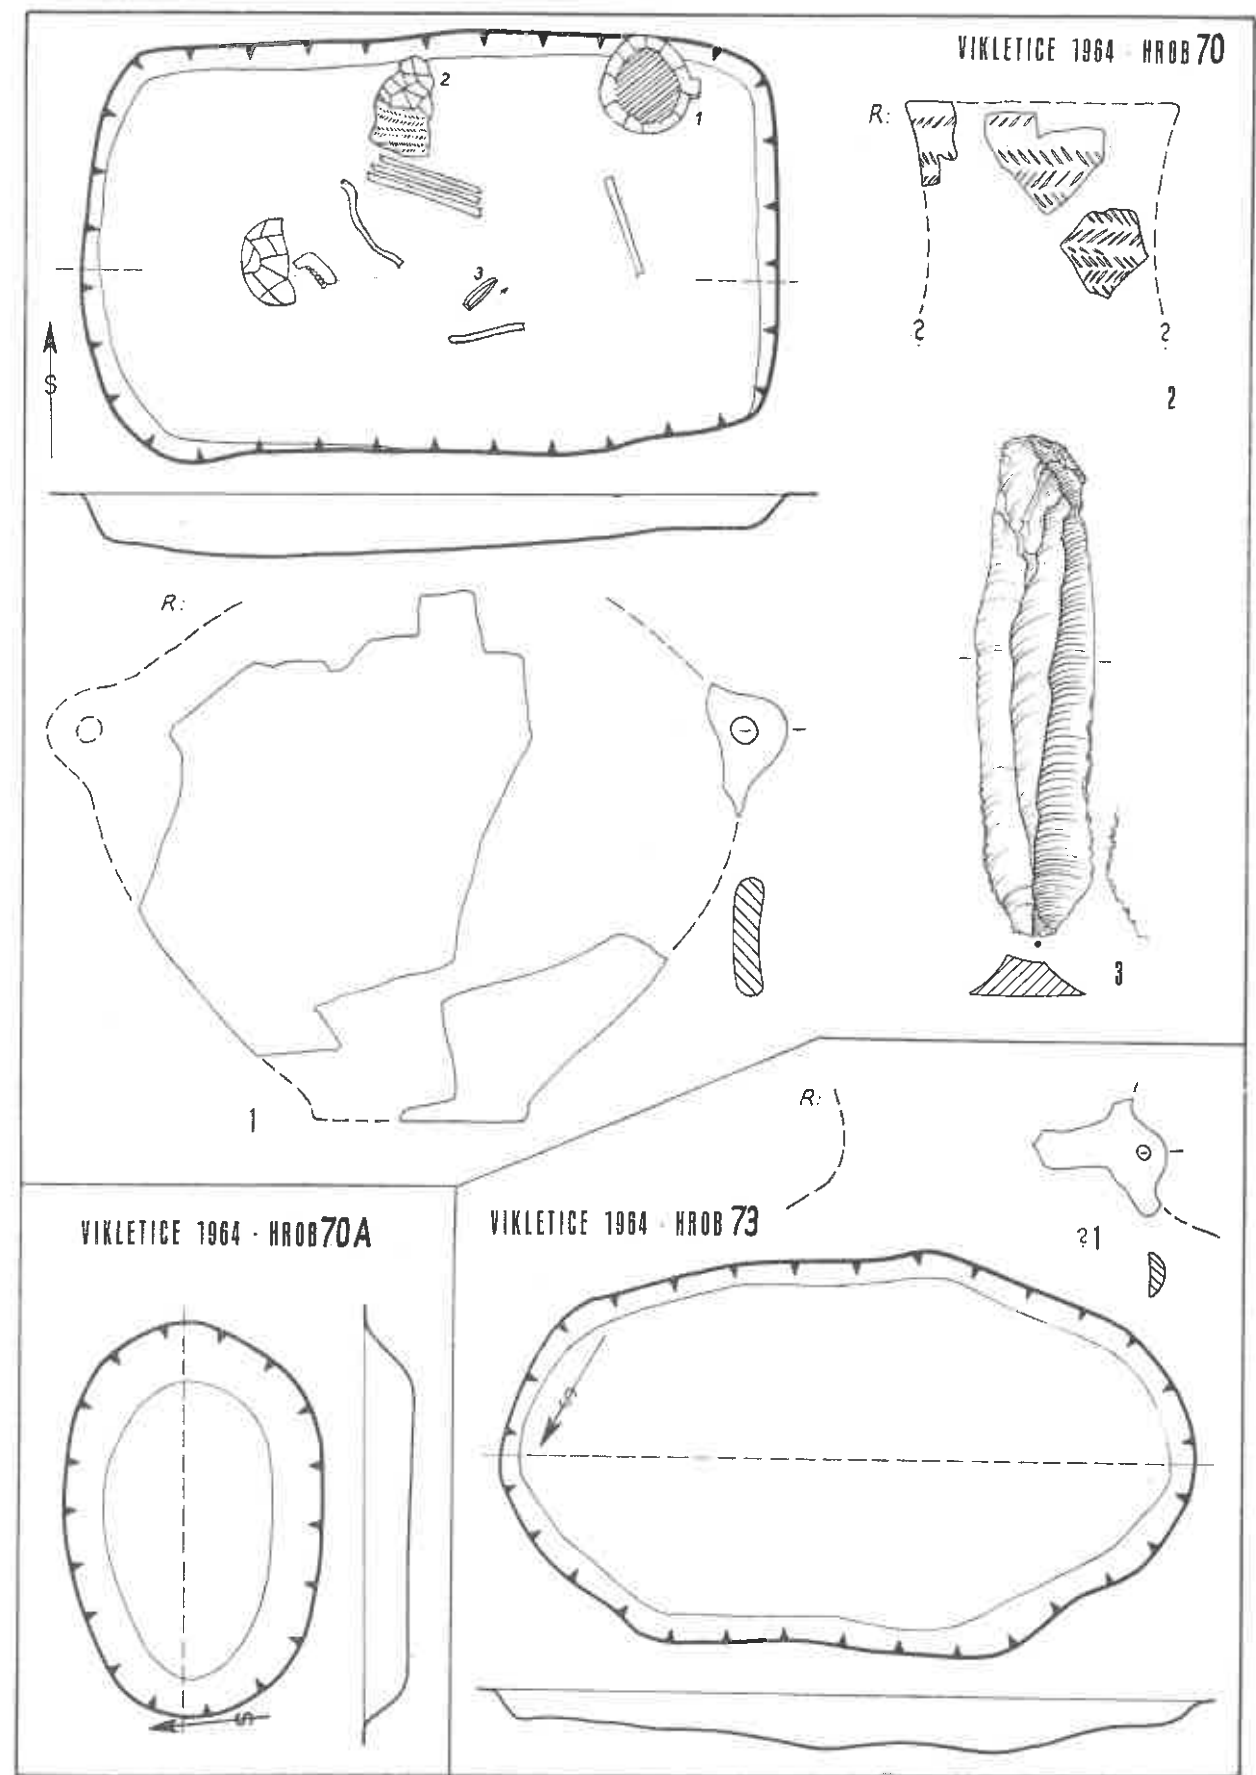 VIKLETICE 1964 - HROB 70
2
1
R:
3
S
?
?
2
R:
3
1
R:
?1
VIKLETICE 1964 - HROB 70A
VIKLETICE 1964 - HROB 73
S
S